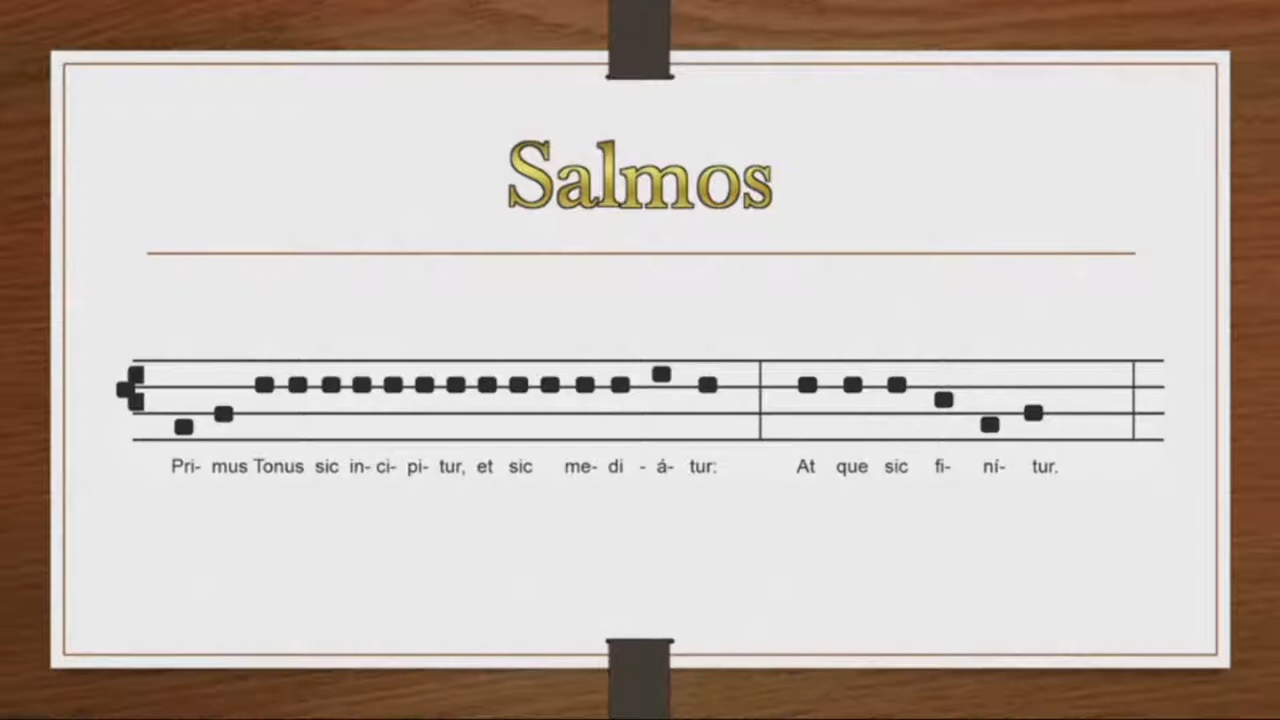 Salmos
Pri- mus Tonus sic in- ci- pi- tur, et sic me- di - á- tur: At que sic fi- ní- tur.